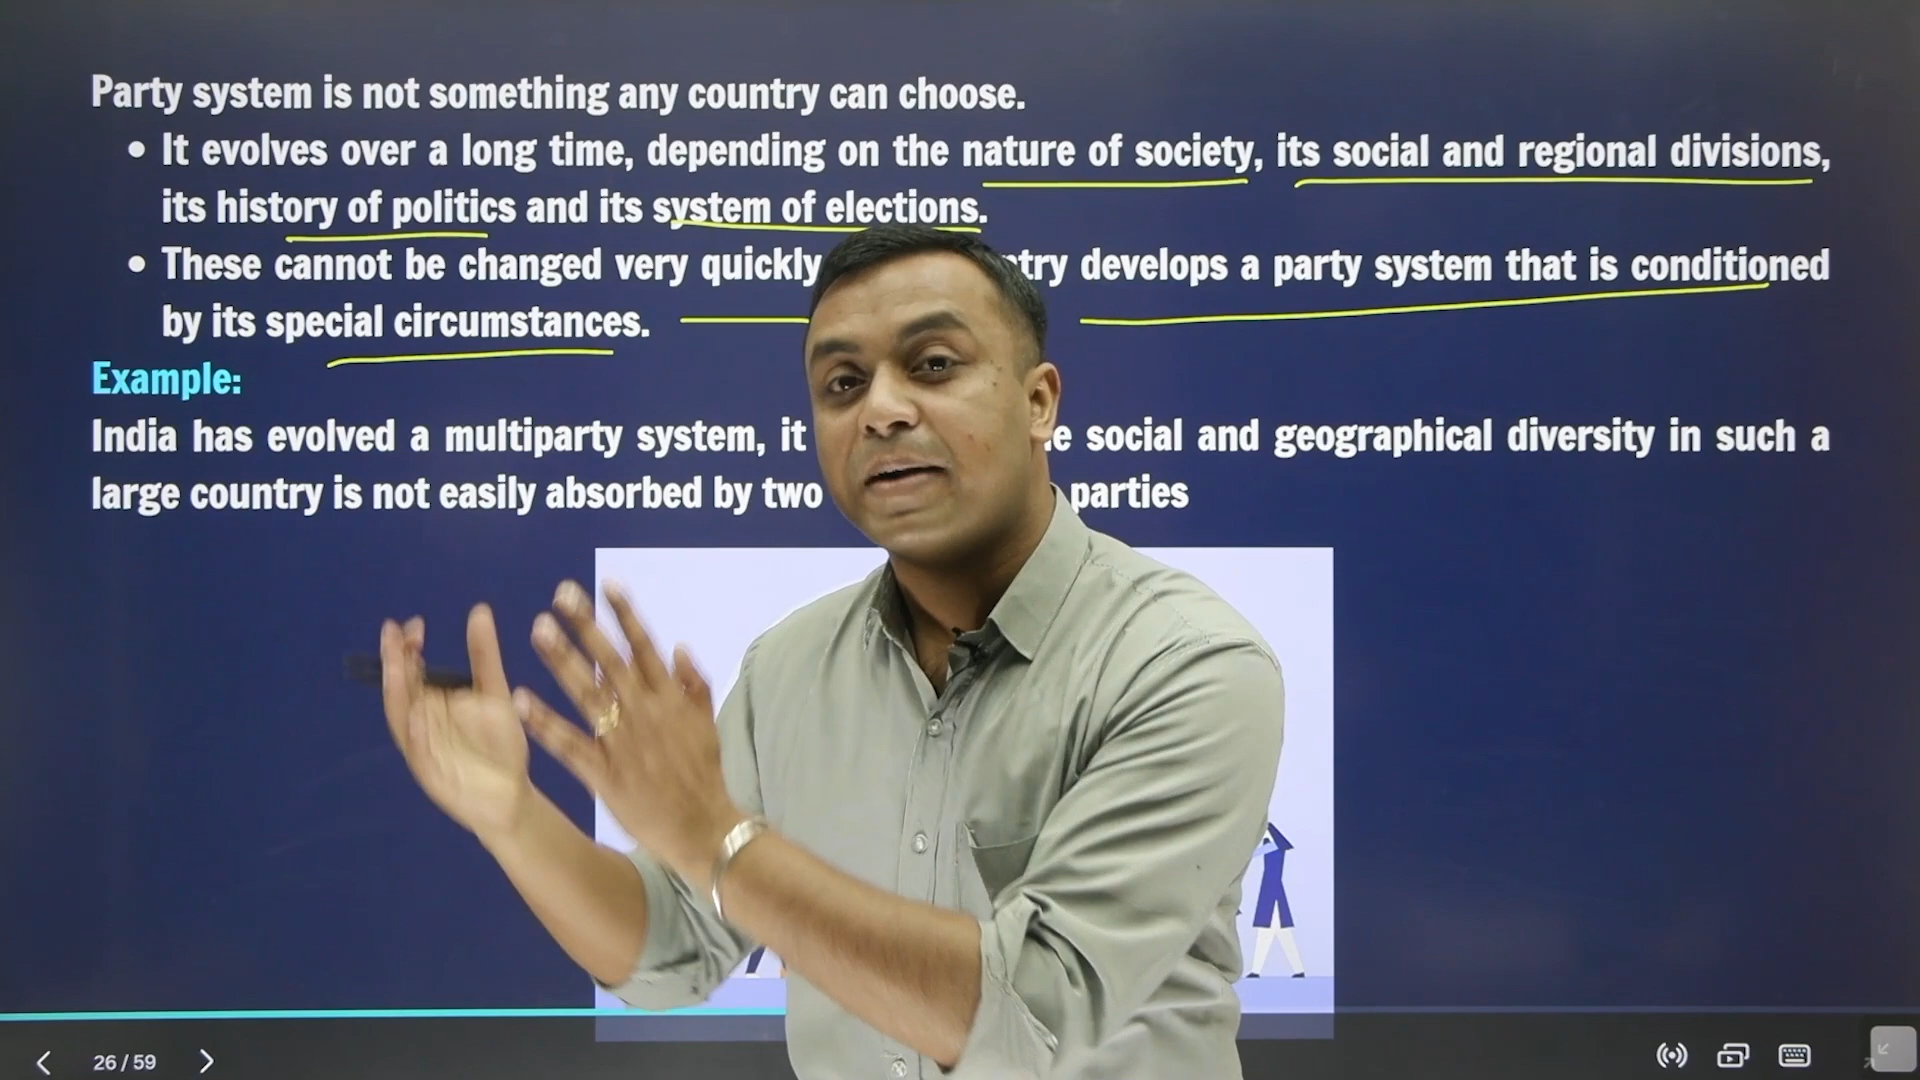 Party system is not something any country can choose.
• It evolves over a long time, depending on the nature of society, its social and regional divisions,
its history of politics and its system of elections.
• These cannot be changed very quickly develops a party system that is conditioned
by its special circumstances.
Example:
India has evolved a multiparty system, it social and geographical diversity in such a
large country is not easily absorbed by two parties
26 / 59